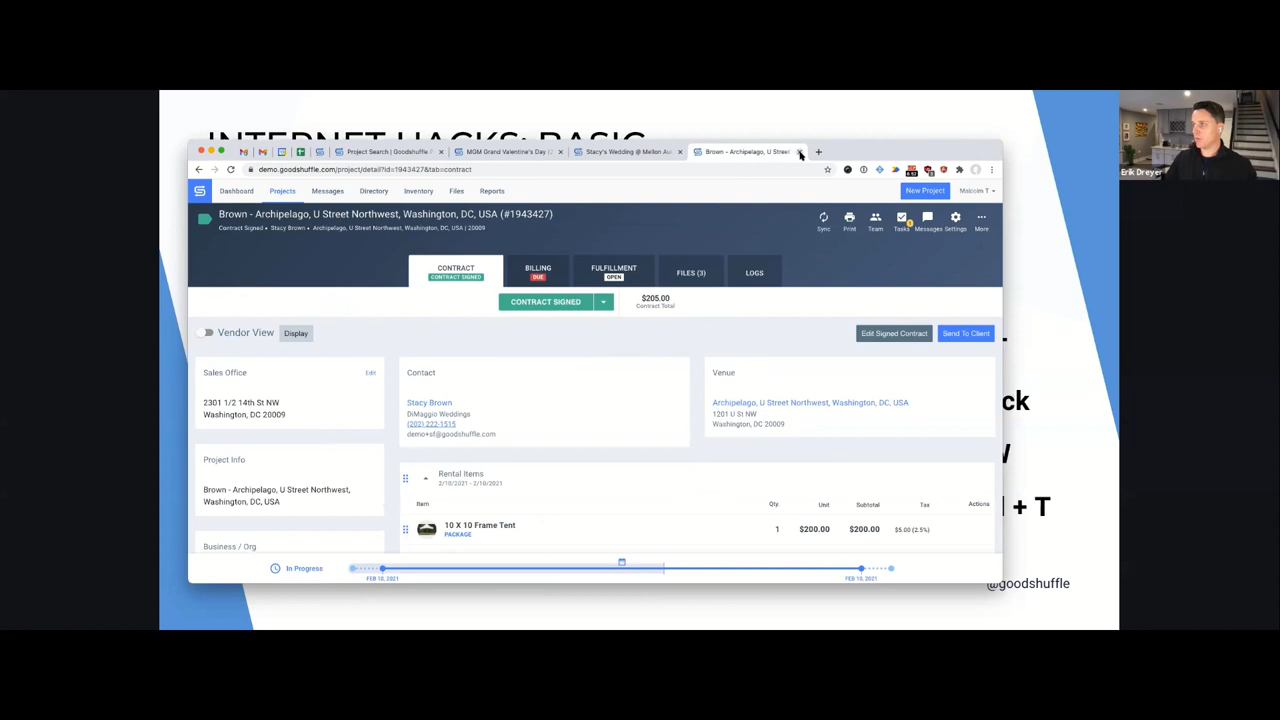 INTERNET HACKS: BASIC
Project Search | Goodshuffle P
MGM Grand Valentine's Day (
Stacy's Wedding @ Mellon Au
Brown - Archipelago, U Street
demo.goodshuffle.com/project/detail?id=1943427&tab=contract
Erik Dreyer
Dashboard
Projects
Messages
Directory
Inventory
Files
Reports
New Project
Malcolm T
Brown - Archipelago, U Street Northwest, Washington, DC, USA (#1943427)
Contract Signed • Stacy Brown • Archipelago, U Street Northwest, Washington, DC, USA | 20009
Sync
Print
Team
Tasks
Messages
Settings
More
CONTRACT
CONTRACT SIGNED
BILLING
DUE
FULFILLMENT
OPEN
FILES (3)
LOGS
CONTRACT SIGNED
$205.00
Contract Total
Vendor View
Display
Edit Signed Contract
Send To Client
Sales Office
Edit
2301 1/2 14th St NW
Washington, DC 20009
Contact
Stacy Brown
DiMaggio Weddings
(202) 222-1515
demo+sf@goodshuffle.com
Venue
Archipelago, U Street Northwest, Washington, DC, USA
1201 U St NW
Washington, DC 20009
ck
Project Info
Brown - Archipelago, U Street Northwest,
Washington, DC, USA
Rental Items
2/10/2021 - 2/10/2021
Item
Qty
Unit
Subtotal
Tax
Actions
10 X 10 Frame Tent
PACKAGE
1
$200.00
$200.00
$5.00 (2.5%)
+ T
Business / Org
In Progress
FEB 10, 2021
FEB 10, 2021
@goodshuffle